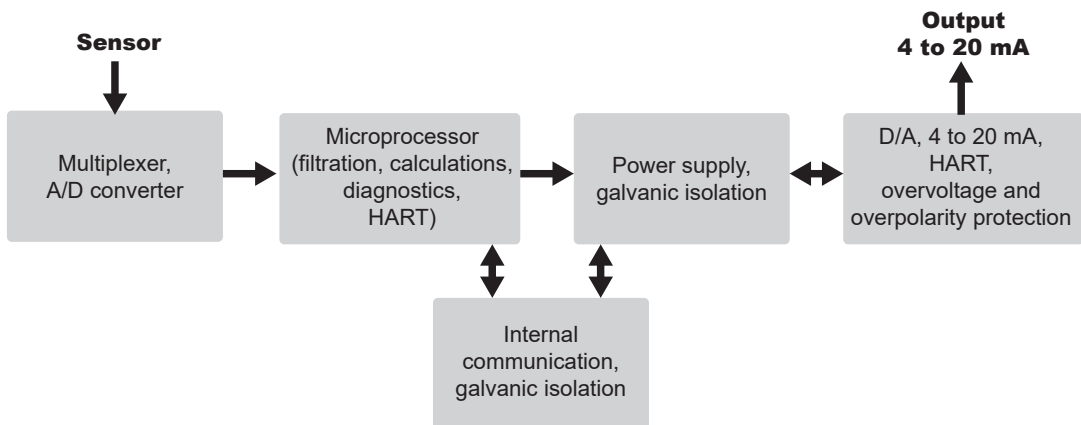 Sensor
Output
4 to 20 mA
Multiplexer,
A/D converter
Microprocessor
(filtration, calculations,
diagnostics,
HART)
Power supply,
galvanic isolation
D/A, 4 to 20 mA,
HART,
overvoltage and
overpolarity protection
Internal
communication,
galvanic isolation